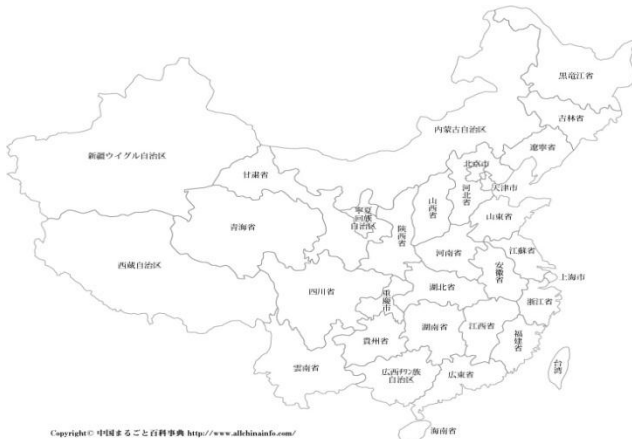 黒竜江省
吉林省
内蒙古自治区
遼寧省
新疆ウイグル自治区
北京市
甘粛省
天津市
河北省
山西省
寧夏
回族
自治区
山東省
青海省
陝西省
河南省
江蘇省
西蔵自治区
安徽省
上海市
四川省
重慶市
湖北省
浙江省
湖南省
江西省
福建省
貴州省
雲南省
広西チワン族
自治区
広東省
台湾
海南省
Copyright© 中国まるごと百科事典 http://www.allchinainfo.com/